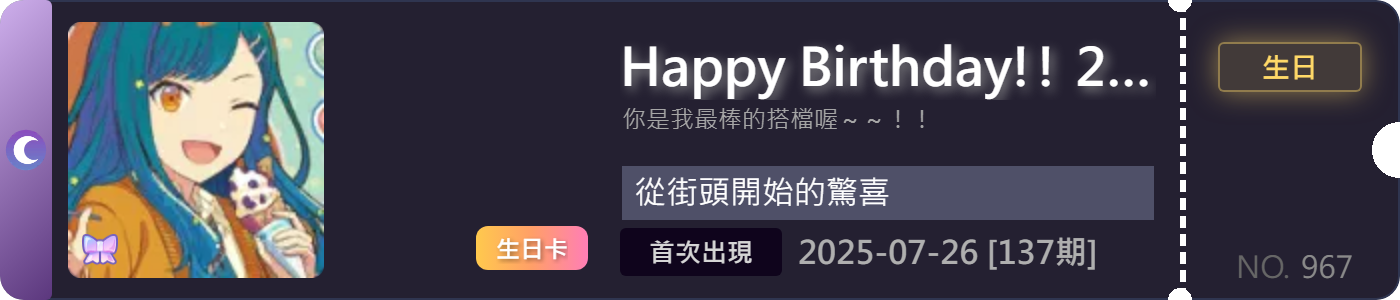 Happy Birthday!! 2...
你是我最棒的搭檔喔～～！！
從街頭開始的驚喜
生日卡
首次出現 2025-07-26 [137期]
生日
NO. 967